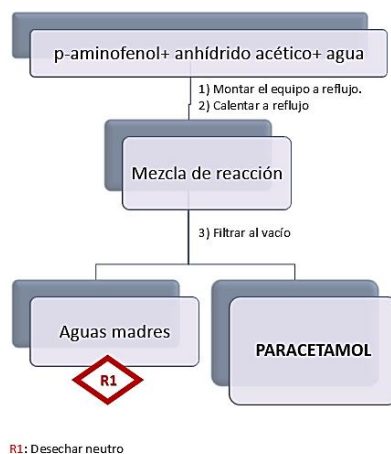 p-aminofenol+ anhídrido acético+ agua
1) Montar el equipo a reflujo.
2) Calentar a reflujo
Mezcla de reacción
3) Filtrar al vacío
Aguas madres
PARACETAMOL
R1
R1: Desechar neutro